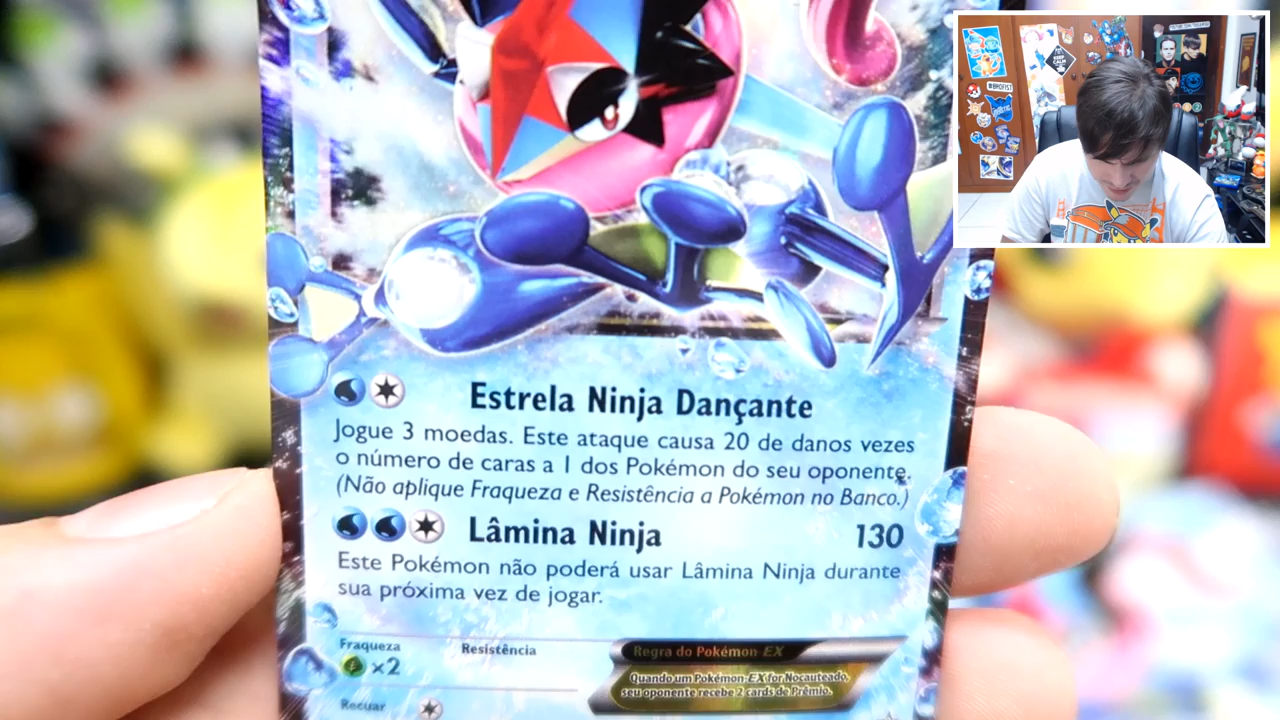 Estrela Ninja Dançante
Jogue 3 moedas. Este ataque causa 20 de danos vezes
o número de caras a 1 dos Pokémon do seu oponente.
(Não aplique Fraqueza e Resistência a Pokémon no Banco.)
Lâmina Ninja 130
Este Pokémon não poderá usar Lâmina Ninja durante
sua próxima vez de jogar.
Fraqueza Resistência
×2
Regra do Pokémon-EX
Quando um Pokémon-EX for Nocauteado,
seu oponente recebe 2 cards de Prêmio.
Recuar
#BROFIST
KEEP
CALM